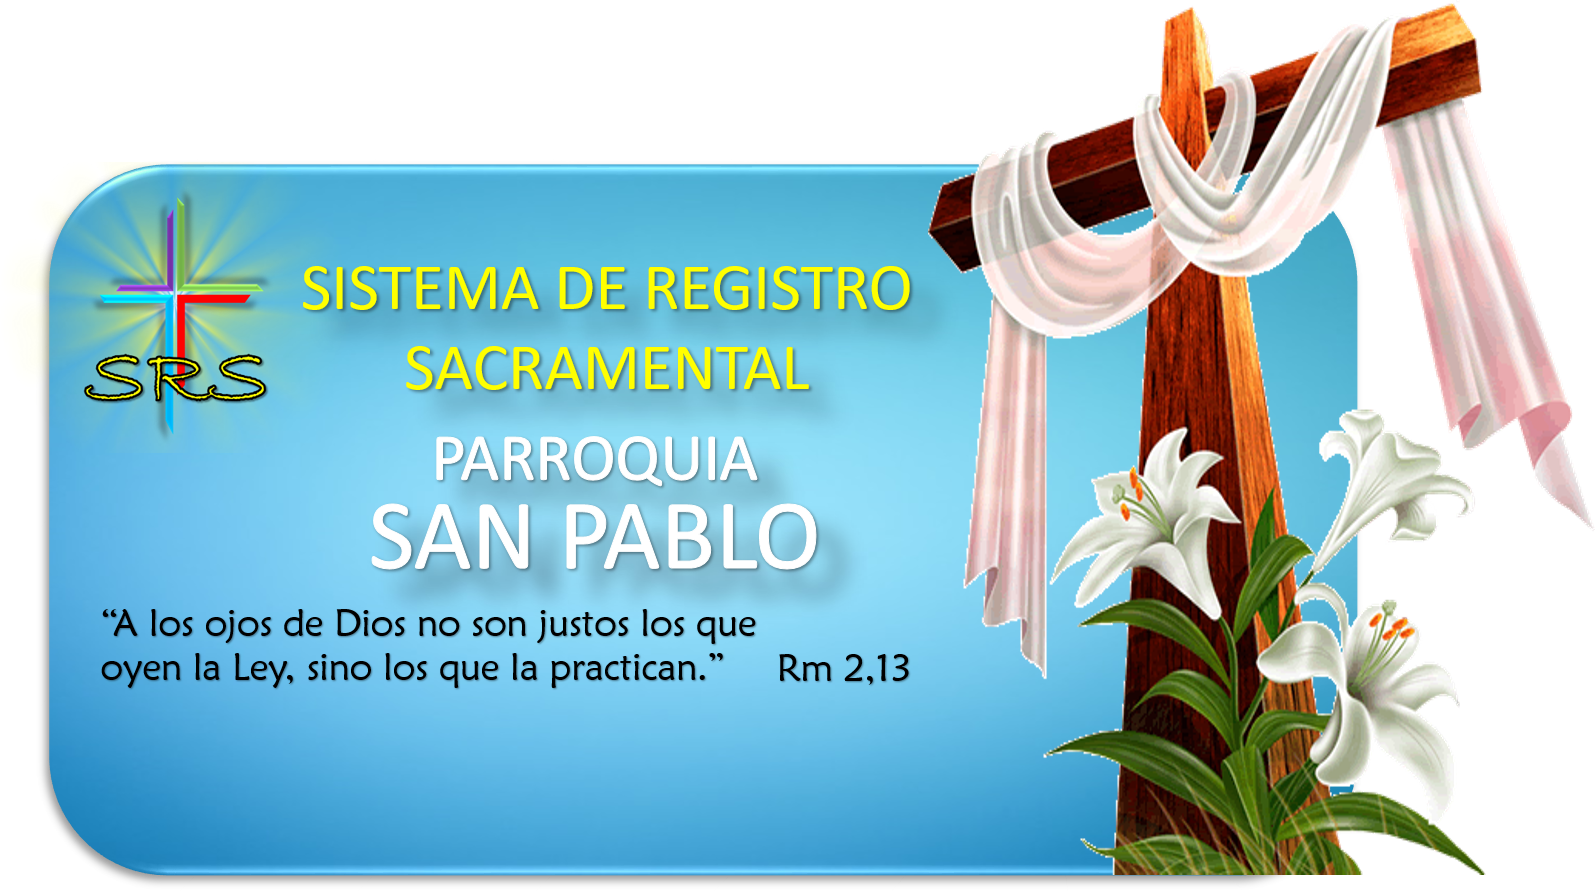 SRS
SISTEMA DE REGISTRO
SACRAMENTAL
PARROQUIA
SAN PABLO
“A los ojos de Dios no son justos los que
oyen la Ley, sino los que la practican.” Rm 2,13